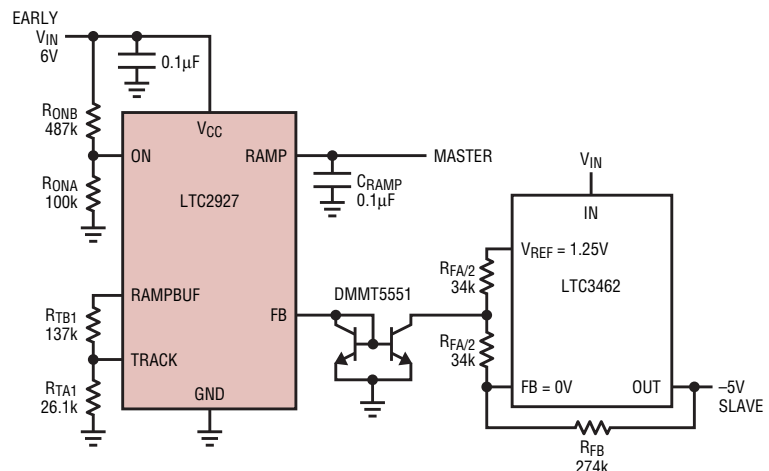 EARLY
VIN
6V
0.1µF
RONB
487k
VCC
ON
RAMP
MASTER
RONA
100k
LTC2927
CRAMP
0.1µF
VIN
IN
VREF = 1.25V
LTC3462
RFA/2
34k
RAMPBUF
FB
DMMT5551
RTB1
137k
TRACK
RFA/2
34k
RTA1
26.1k
GND
FB = 0V
OUT
–5V
SLAVE
RFB
274k